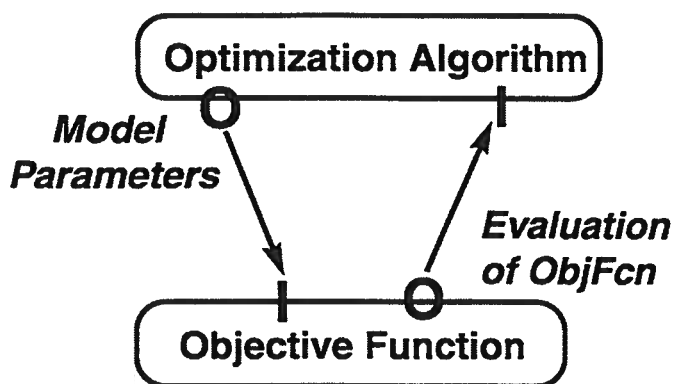 Optimization Algorithm
O
I
Model
Parameters
Evaluation
of ObjFcn
I
O
Objective Function